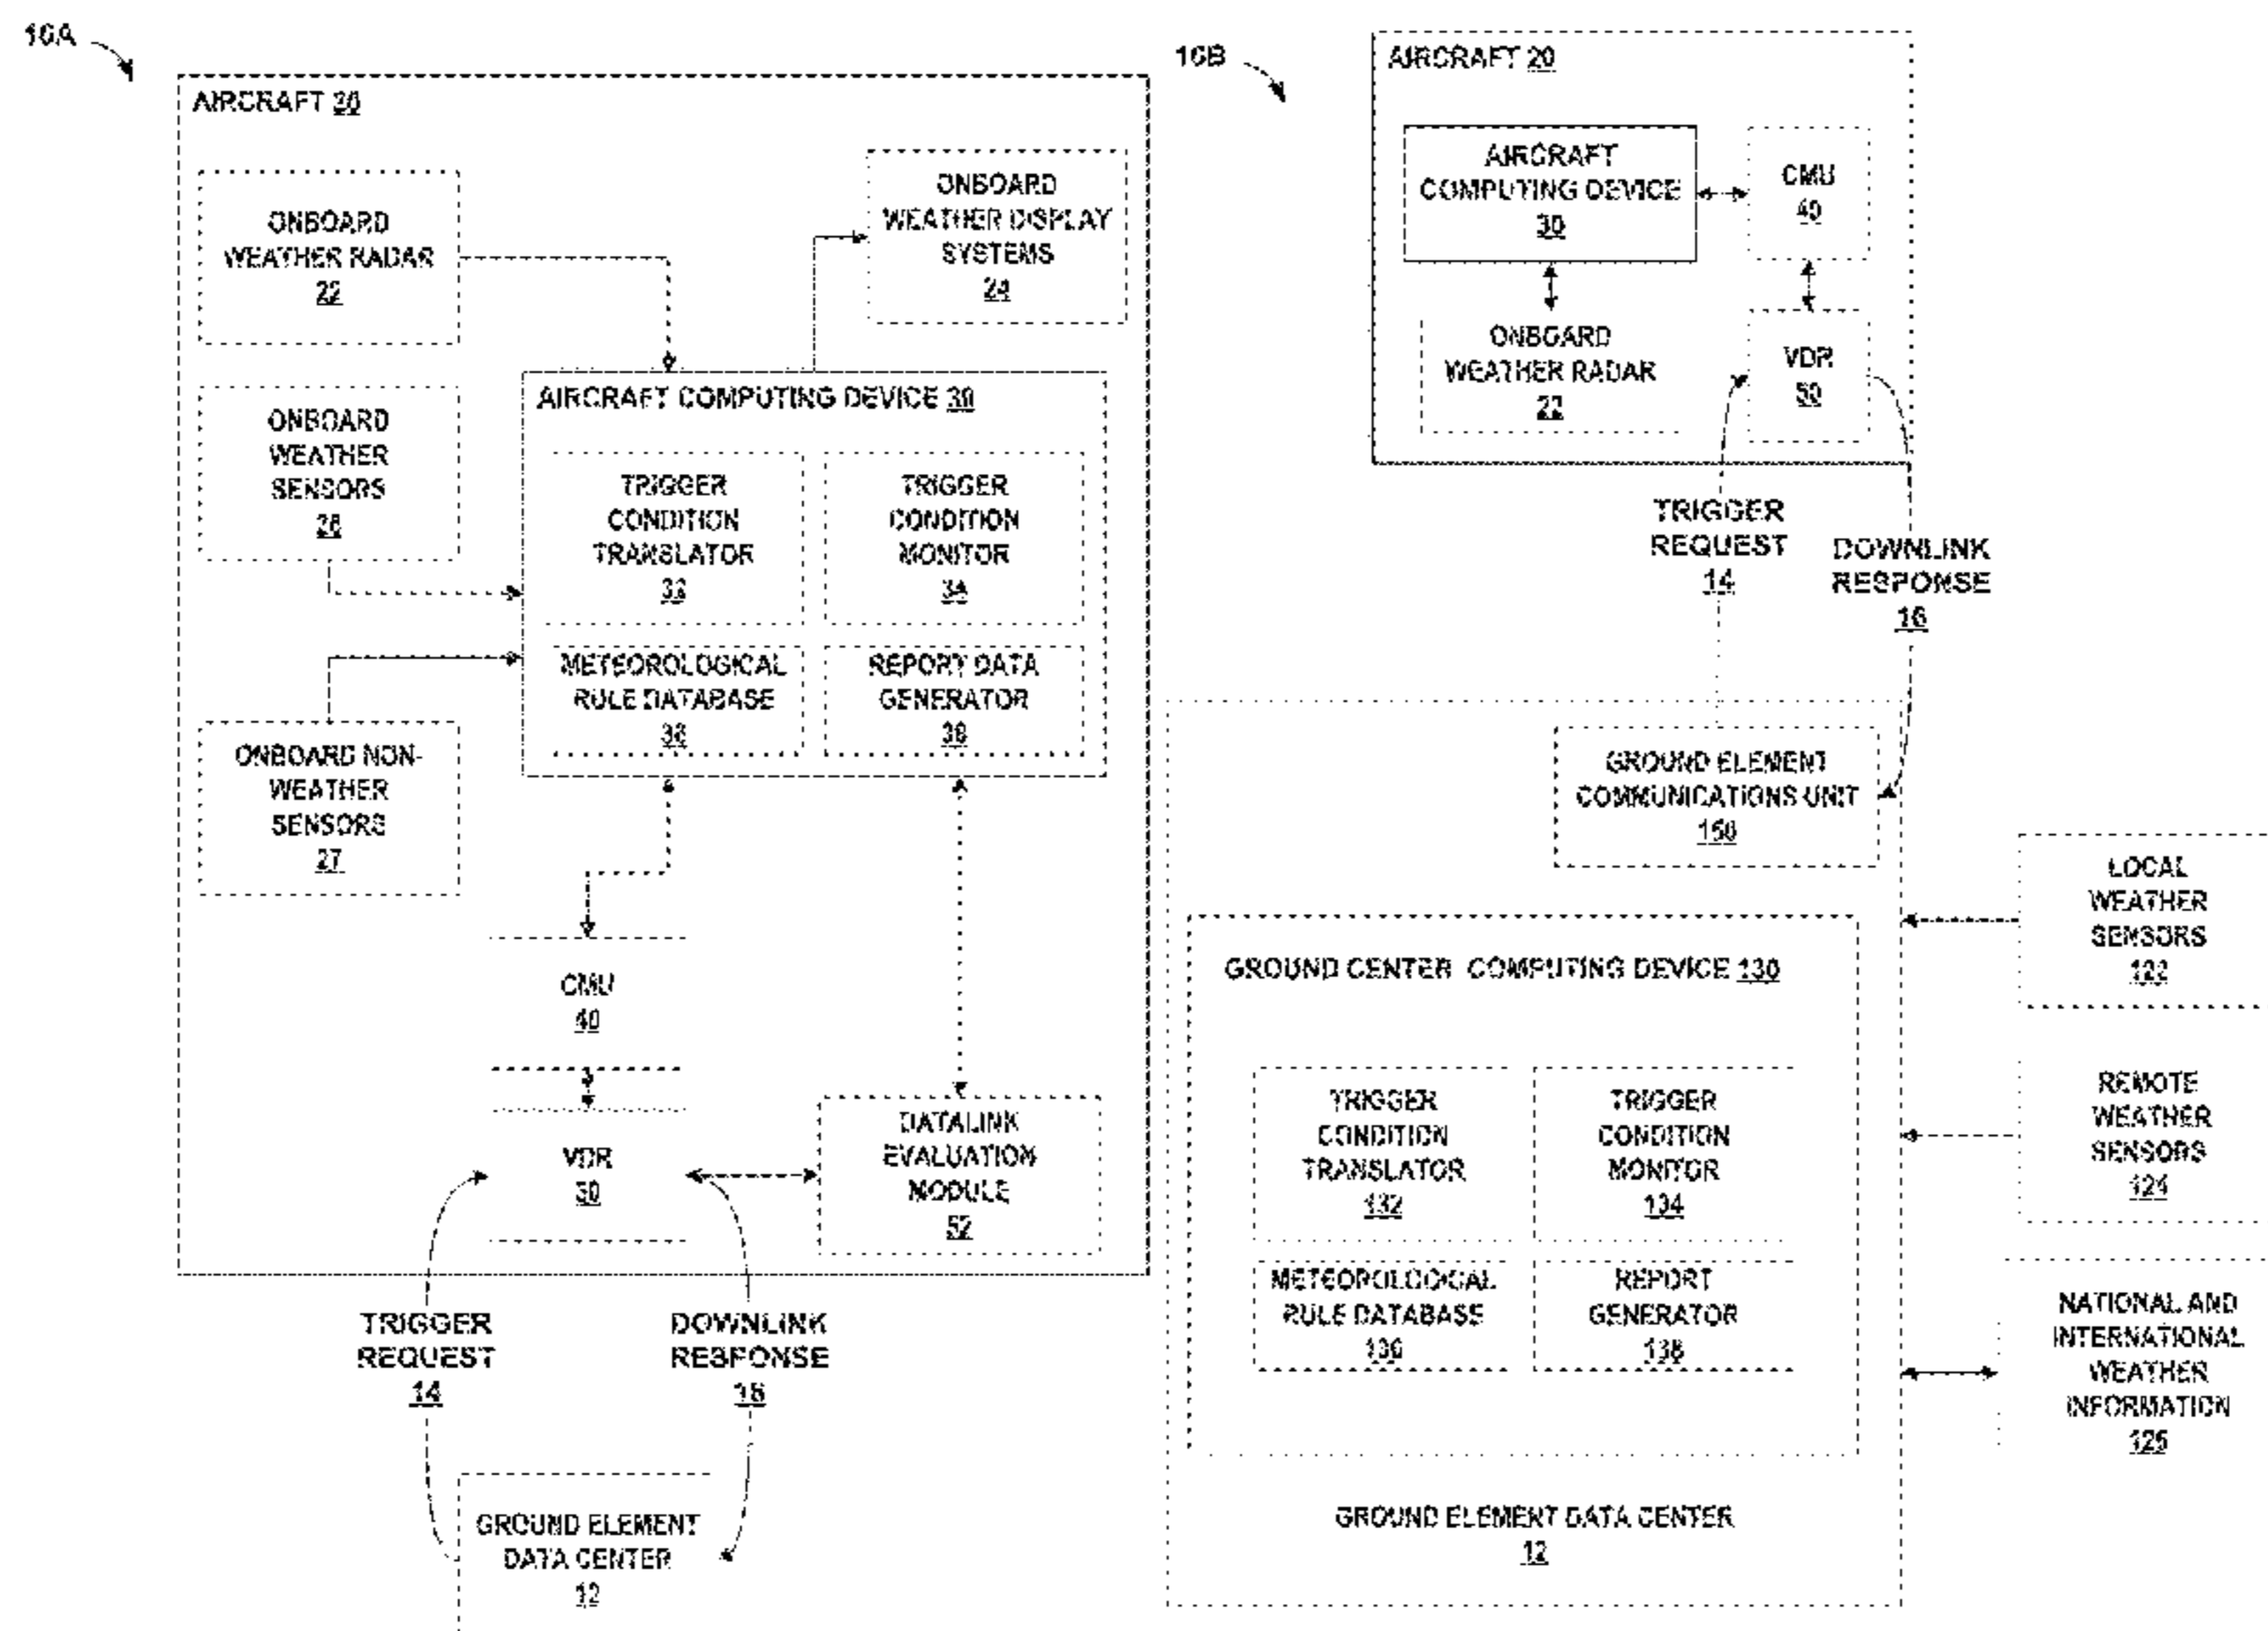 10A
AIRCRAFT 20
ONBOARD
WEATHER RADAR
22
ONBOARD
WEATHER DISPLAY
SYSTEMS
24
ONBOARD
WEATHER
SENSORS
26
ONBOARD NON-
WEATHER
SENSORS
27
AIRCRAFT COMPUTING DEVICE 30
TRIGGER
CONDITION
TRANSLATOR
32
TRIGGER
CONDITION
MONITOR
34
METEOROLOGICAL
RULE DATABASE
36
REPORT DATA
GENERATOR
38
CMU
40
VDR
50
DATALINK
EVALUATION
MODULE
52
TRIGGER
REQUEST
14
DOWNLINK
RESPONSE
16
GROUND ELEMENT
DATA CENTER
12
10B
AIRCRAFT 20
AIRCRAFT
COMPUTING DEVICE
30
CMU
40
ONBOARD
WEATHER RADAR
22
VDR
50
TRIGGER
REQUEST
14
DOWNLINK
RESPONSE
16
GROUND ELEMENT
COMMUNICATIONS UNIT
150
GROUND CENTER COMPUTING DEVICE 130
TRIGGER
CONDITION
TRANSLATOR
132
TRIGGER
CONDITION
MONITOR
134
METEOROLOGICAL
RULE DATABASE
136
REPORT
GENERATOR
138
GROUND ELEMENT DATA CENTER
12
LOCAL
WEATHER
SENSORS
122
REMOTE
WEATHER
SENSORS
124
NATIONAL AND
INTERNATIONAL
WEATHER
INFORMATION
126